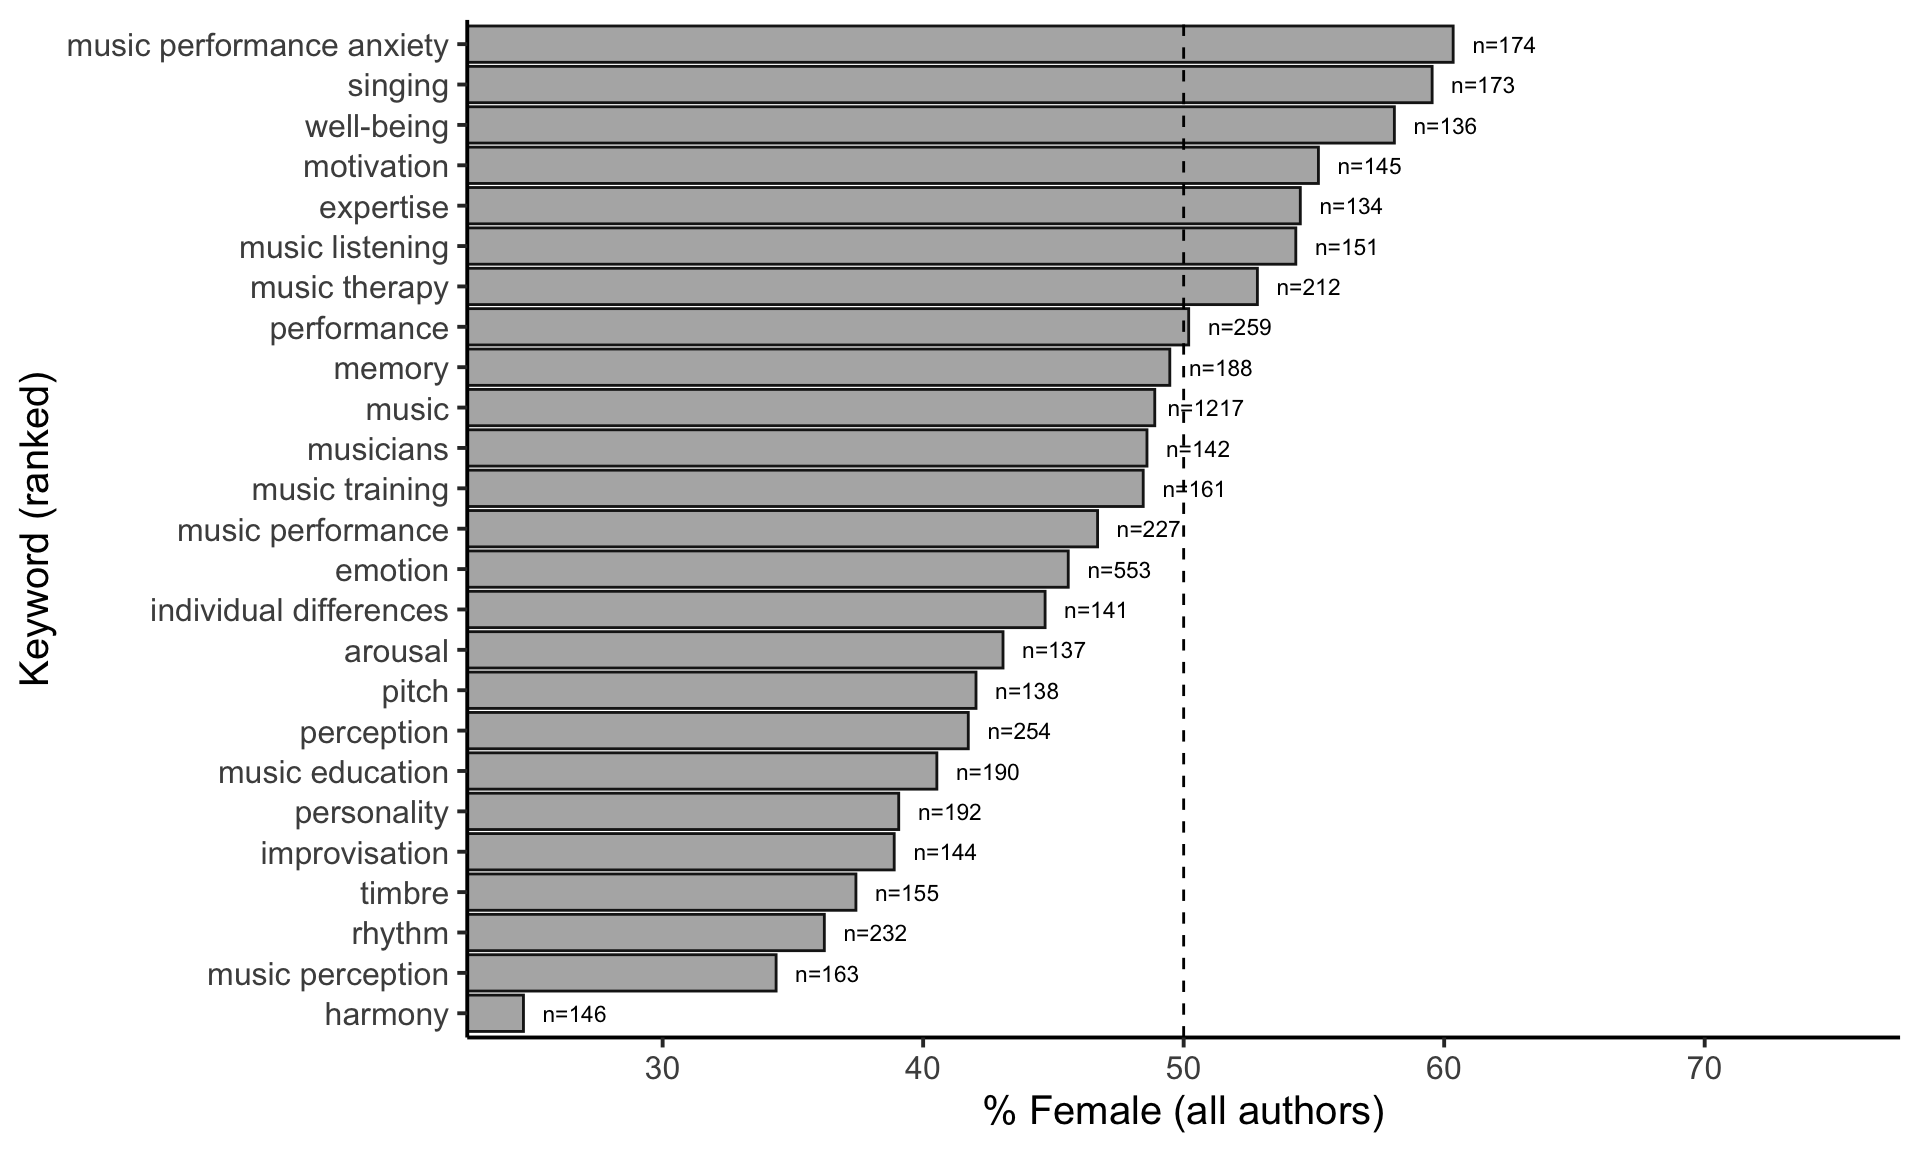 Keyword (ranked)
music performance anxiety n=174
singing n=173
well-being n=136
motivation n=145
expertise n=134
music listening n=151
music therapy n=212
performance n=259
memory n=188
music n=1217
musicians n=142
music training n=161
music performance n=227
emotion n=553
individual differences n=141
arousal n=137
pitch n=138
perception n=254
music education n=190
personality n=192
improvisation n=144
timbre n=155
rhythm n=232
music perception n=163
harmony n=146
30 40 50 60 70
% Female (all authors)